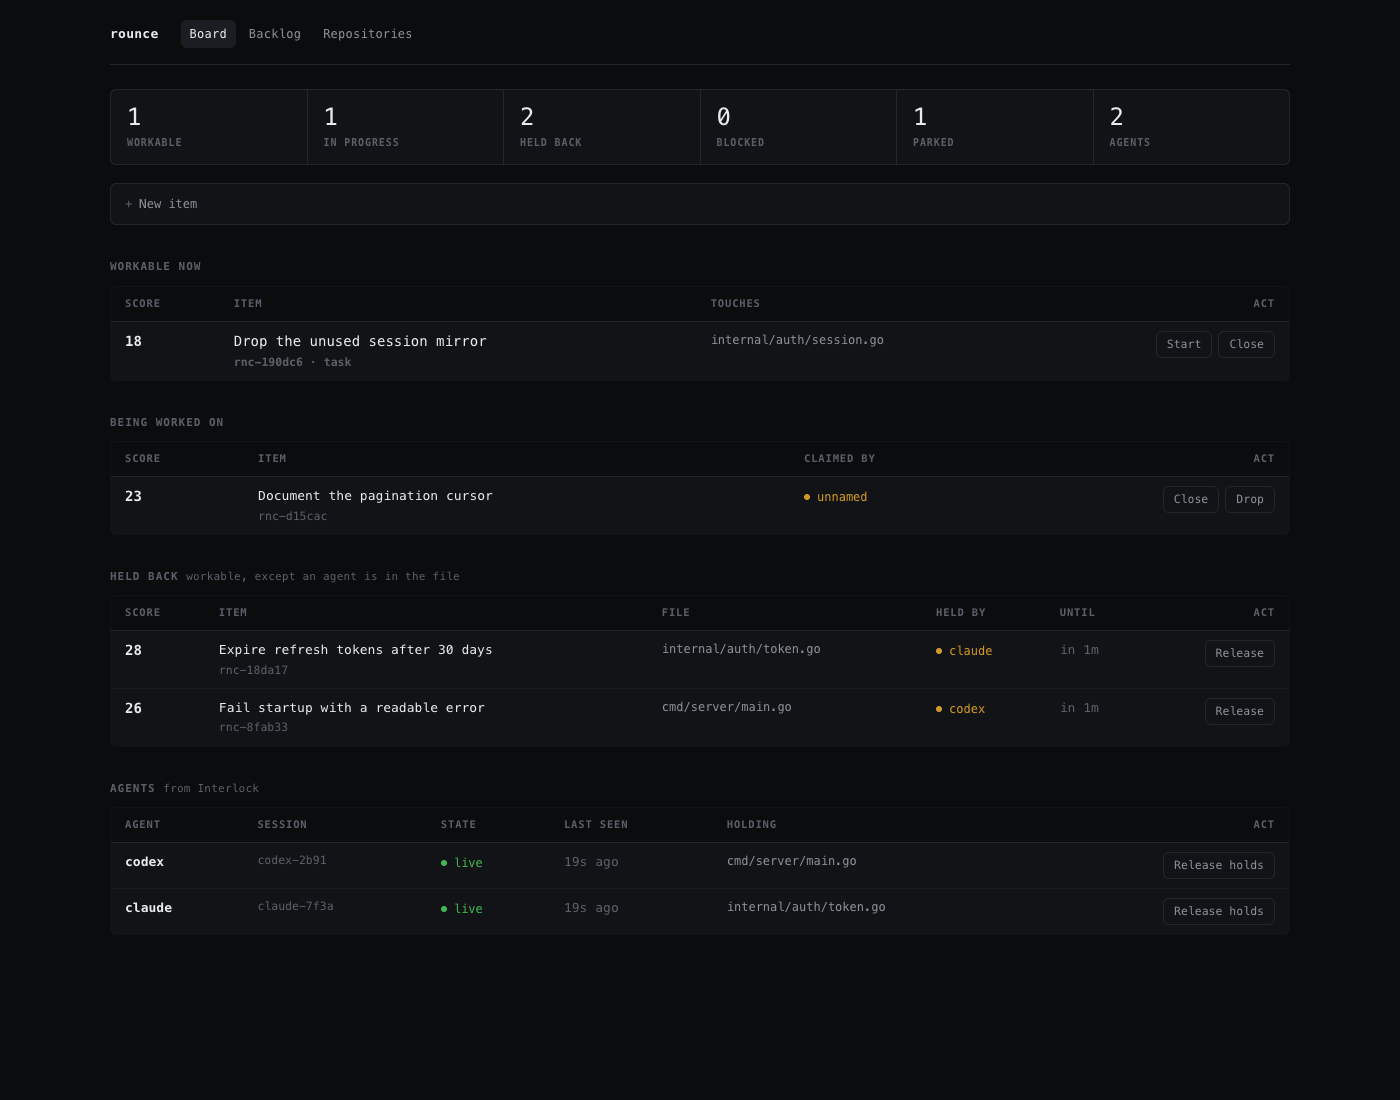 rounce Board Backlog Repositories
1 1 2 0 1 2
WORKABLE IN PROGRESS HELD BACK BLOCKED PARKED AGENTS
+ New item
WORKABLE NOW
SCORE ITEM TOUCHES ACT
18 Drop the unused session mirror internal/auth/session.go Start Close
rnc-190dc6 · task
BEING WORKED ON
SCORE ITEM CLAIMED BY ACT
23 Document the pagination cursor unnamed Close Drop
rnc-d15cac
HELD BACK workable, except an agent is in the file
SCORE ITEM FILE HELD BY UNTIL ACT
28 Expire refresh tokens after 30 days internal/auth/token.go claude in 1m Release
rnc-18da17
26 Fail startup with a readable error cmd/server/main.go codex in 1m Release
rnc-8fab33
AGENTS from Interlock
AGENT SESSION STATE LAST SEEN HOLDING ACT
codex codex-2b91 live 19s ago cmd/server/main.go Release holds
claude claude-7f3a live 19s ago internal/auth/token.go Release holds